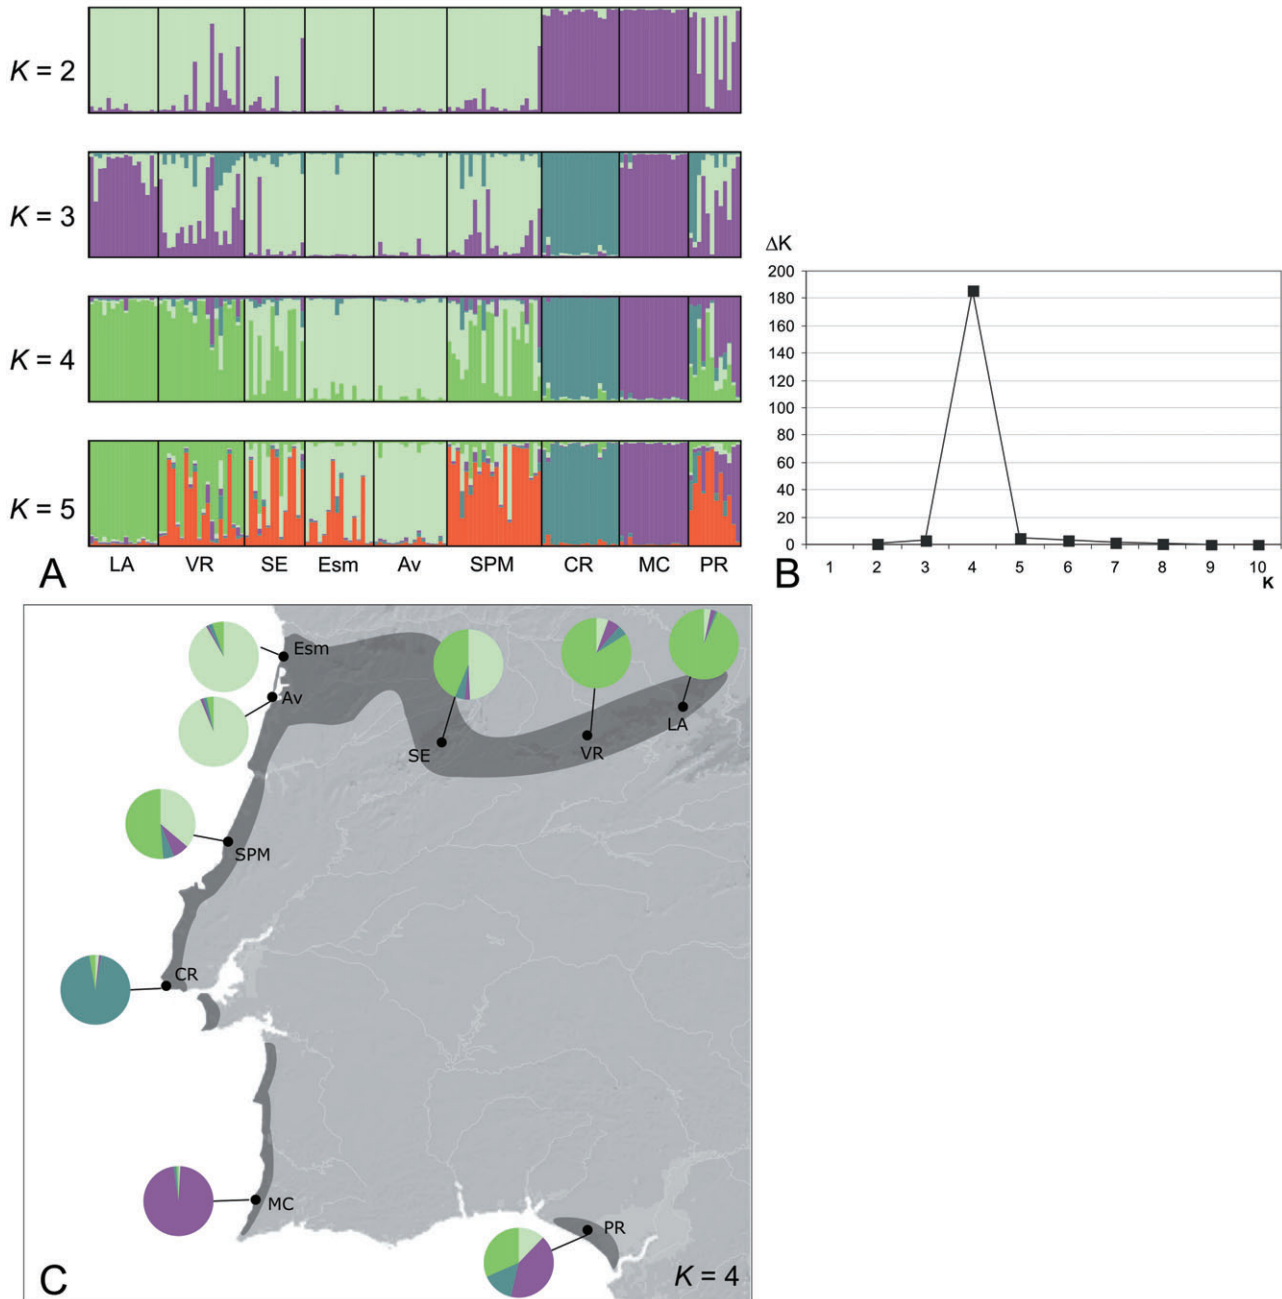 K = 2
K = 3
K = 4
K = 5
LA VR SE Esm Av SPM CR MC PR
A
ΔK
200
180
160
140
120
100
80
60
40
20
0
1 2 3 4 5 6 7 8 9 10
K
B
Esm
Av
SE
VR
LA
SPM
CR
MC
PR
C
K = 4